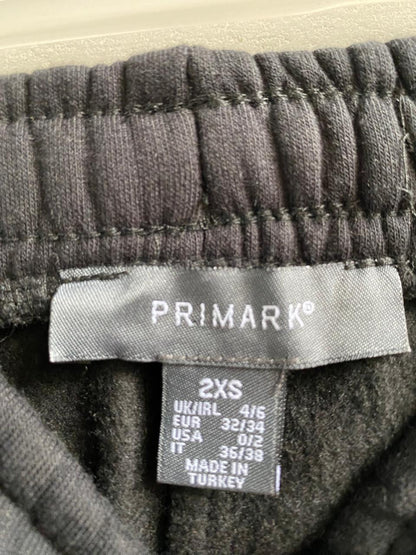 PRIMARK®
2XS
UK/IRL 4/6
EUR 32/34
USA 0/2
IT 36/38
MADE IN
TURKEY